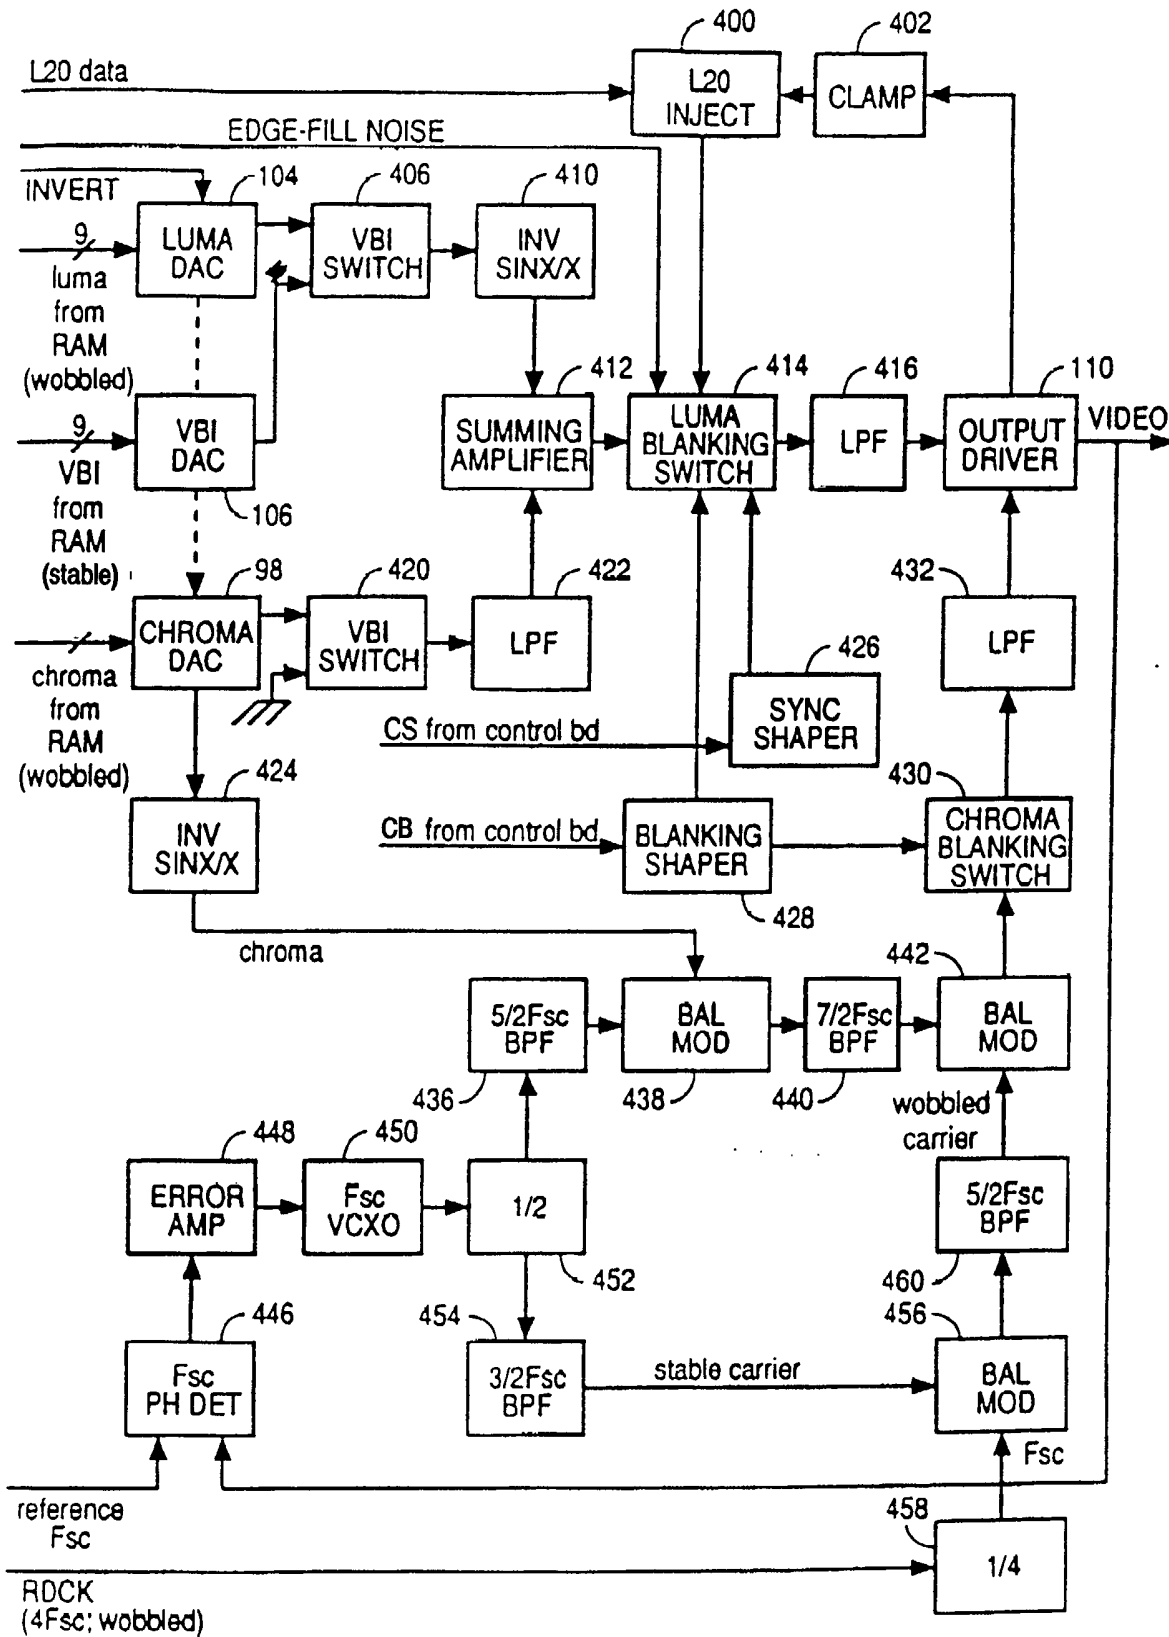 400
402
L20 data
L20
INJECT
CLAMP
EDGE-FILL NOISE
INVERT
104
406
410
9
LUMA
DAC
VBI
SWITCH
INV
SINX/X
luma
from
RAM
(wobbled)
412
414
416
110
9
VBI
DAC
SUMMING
AMPLIFIER
LUMA
BLANKING
SWITCH
LPF
OUTPUT
DRIVER
VIDEO
VBI
from
RAM
(stable)
106
98
420
422
432
CHROMA
DAC
VBI
SWITCH
LPF
LPF
426
chroma
from
RAM
(wobbled)
CS from control bd
SYNC
SHAPER
424
430
INV
SINX/X
CB from control bd
BLANKING
SHAPER
CHROMA
BLANKING
SWITCH
428
chroma
442
5/2Fsc
BPF
BAL
MOD
7/2Fsc
BPF
BAL
MOD
436
438
440
wobbled
carrier
448
450
ERROR
AMP
Fsc
VCXO
1/2
5/2Fsc
BPF
452
460
446
454
456
Fsc
PH DET
3/2Fsc
BPF
stable carrier
BAL
MOD
Fsc
reference
Fsc
458
1/4
RDCK
(4Fsc; wobbled)